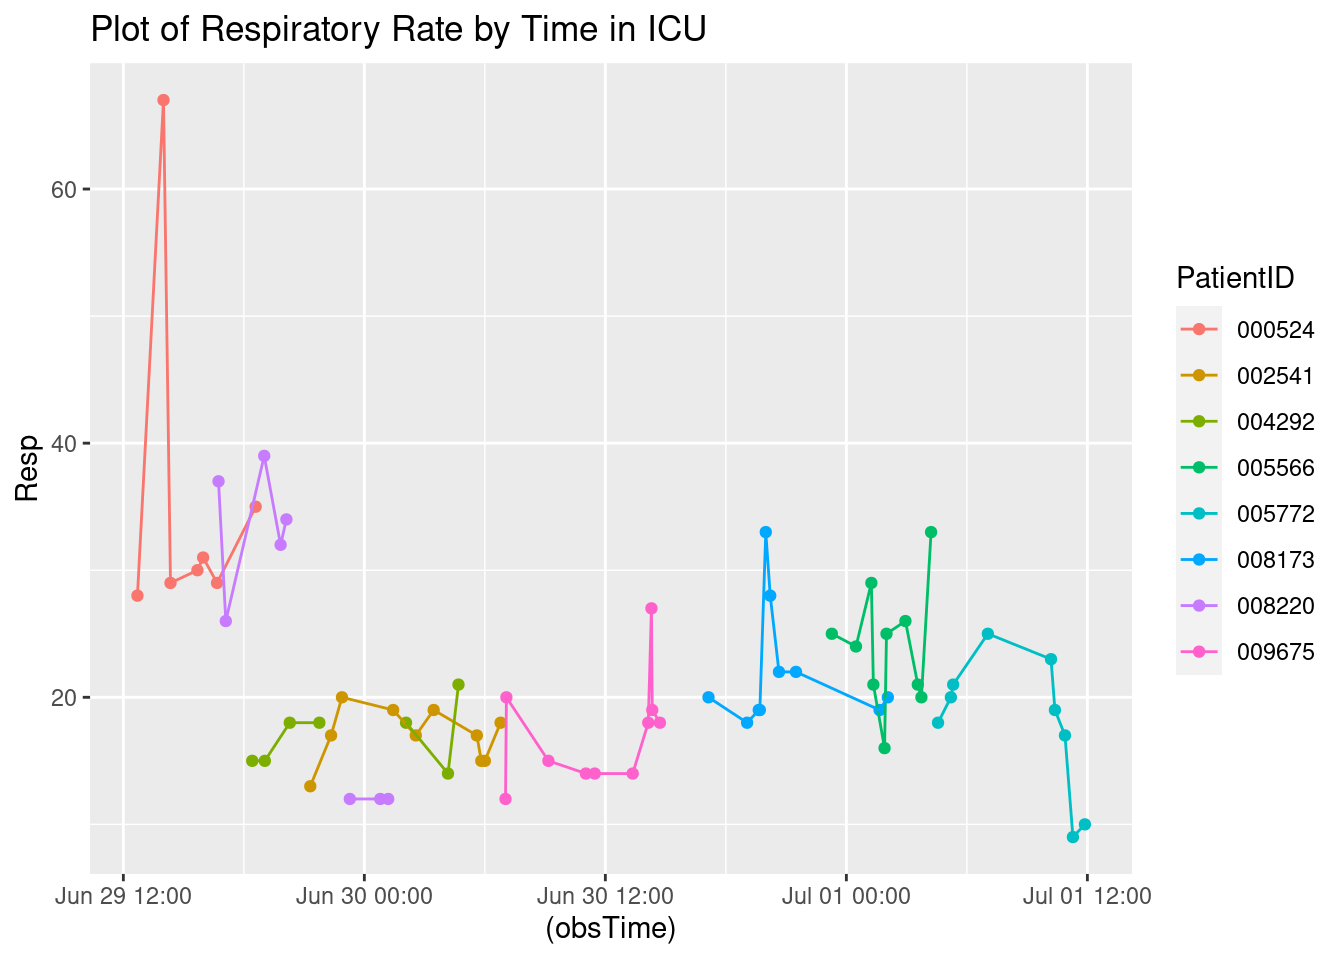 Plot of Respiratory Rate by Time in ICU
Resp
60
40
20
Jun 29 12:00
Jun 30 00:00
Jun 30 12:00
Jul 01 00:00
Jul 01 12:00
(obsTime)
PatientID
000524
002541
004292
005566
005772
008173
008220
009675